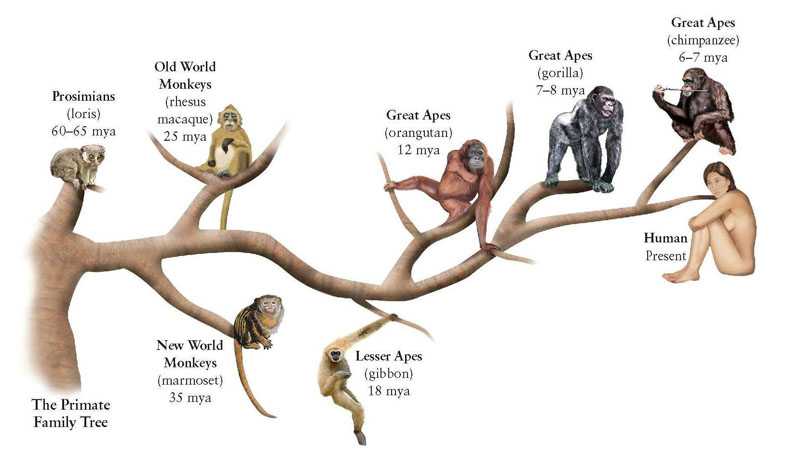 Prosimians
(loris)
60–65 mya
Old World
Monkeys
(rhesus
macaque)
25 mya
Great Apes
(orangutan)
12 mya
Great Apes
(gorilla)
7–8 mya
Great Apes
(chimpanzee)
6–7 mya
Human
Present
New World
Monkeys
(marmoset)
35 mya
Lesser Apes
(gibbon)
18 mya
The Primate
Family Tree